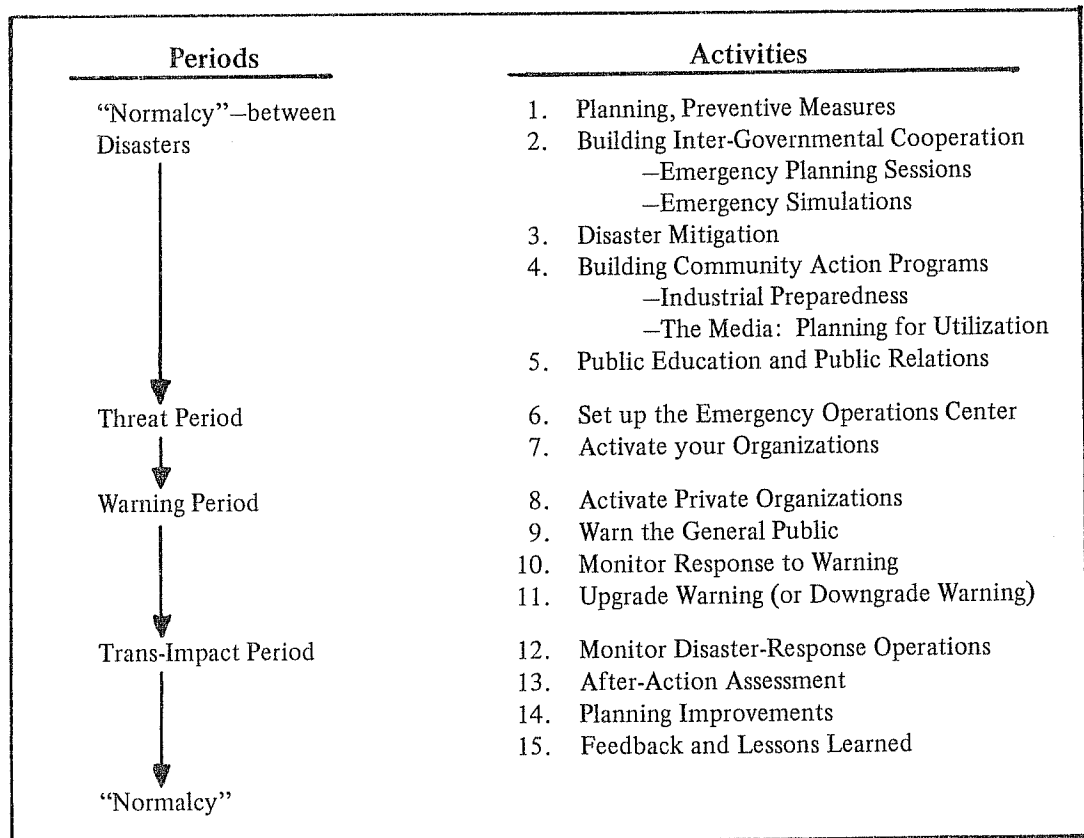 Periods
Activities
“Normalcy”—between
Disasters
1. Planning, Preventive Measures
2. Building Inter-Governmental Cooperation
—Emergency Planning Sessions
—Emergency Simulations
3. Disaster Mitigation
4. Building Community Action Programs
—Industrial Preparedness
—The Media: Planning for Utilization
5. Public Education and Public Relations
Threat Period
6. Set up the Emergency Operations Center
7. Activate your Organizations
Warning Period
8. Activate Private Organizations
9. Warn the General Public
10. Monitor Response to Warning
11. Upgrade Warning (or Downgrade Warning)
Trans-Impact Period
12. Monitor Disaster-Response Operations
13. After-Action Assessment
14. Planning Improvements
15. Feedback and Lessons Learned
“Normalcy”